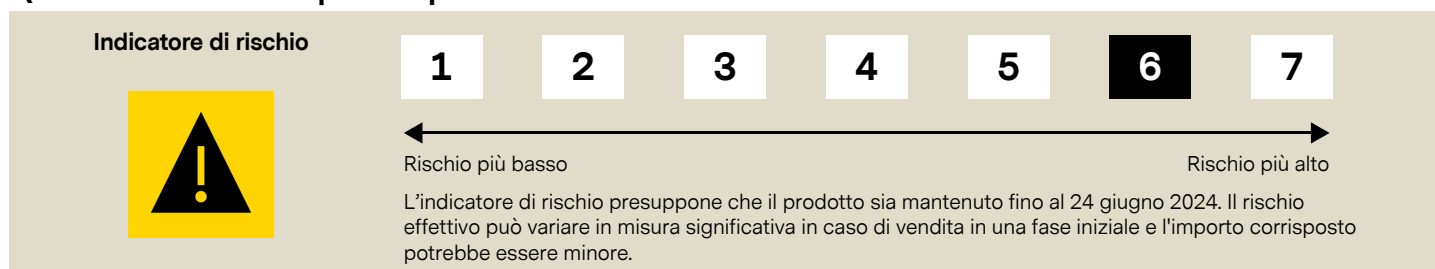 Indicatore di rischio
1 2 3 4 5 6 7
Rischio più basso Rischio più alto
L'indicatore di rischio presuppone che il prodotto sia mantenuto fino al 24 giugno 2024. Il rischio
effettivo può variare in misura significativa in caso di vendita in una fase iniziale e l'importo corrisposto
potrebbe essere minore.